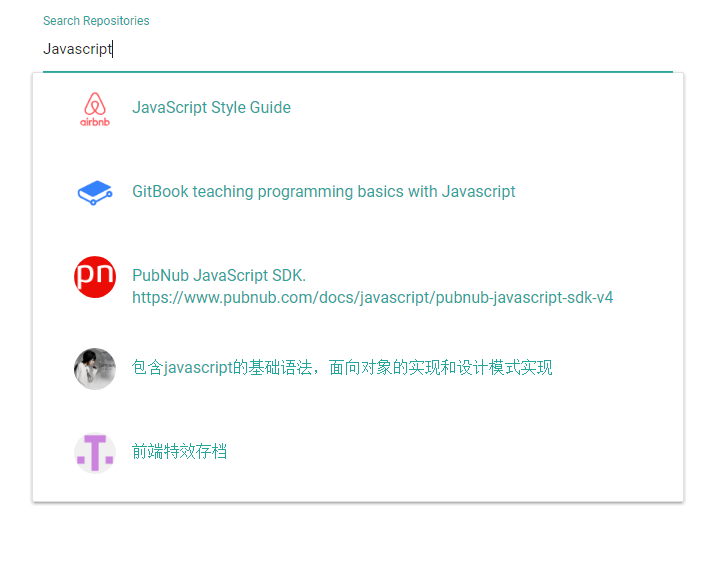 Search Repositories
Javascript
airbnb
JavaScript Style Guide
GitBook teaching programming basics with Javascript
pn
PubNub JavaScript SDK.
https://www.pubnub.com/docs/javascript/pubnub-javascript-sdk-v4
包含javascript的基础语法，面向对象的实现和设计模式实现
前端特效存档